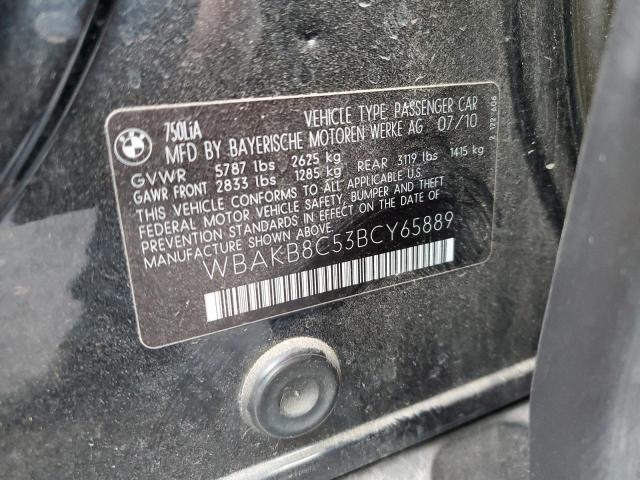 BMW
750LiA
VEHICLE TYPE: PASSENGER CAR
MFD BY BAYERISCHE MOTOREN WERKE AG 07/10
GVWR 5787 lbs 2625 kg
GAWR FRONT 2833 lbs 1285 kg REAR 3119 lbs 1415 kg
THIS VEHICLE CONFORMS TO ALL APPLICABLE
FEDERAL MOTOR VEHICLE SAFETY, BUMPER AND THEFT
PREVENTION STANDARDS IN EFFECT ON THE DATE OF
MANUFACTURE SHOWN ABOVE.
WBAKB8C53BCY65889